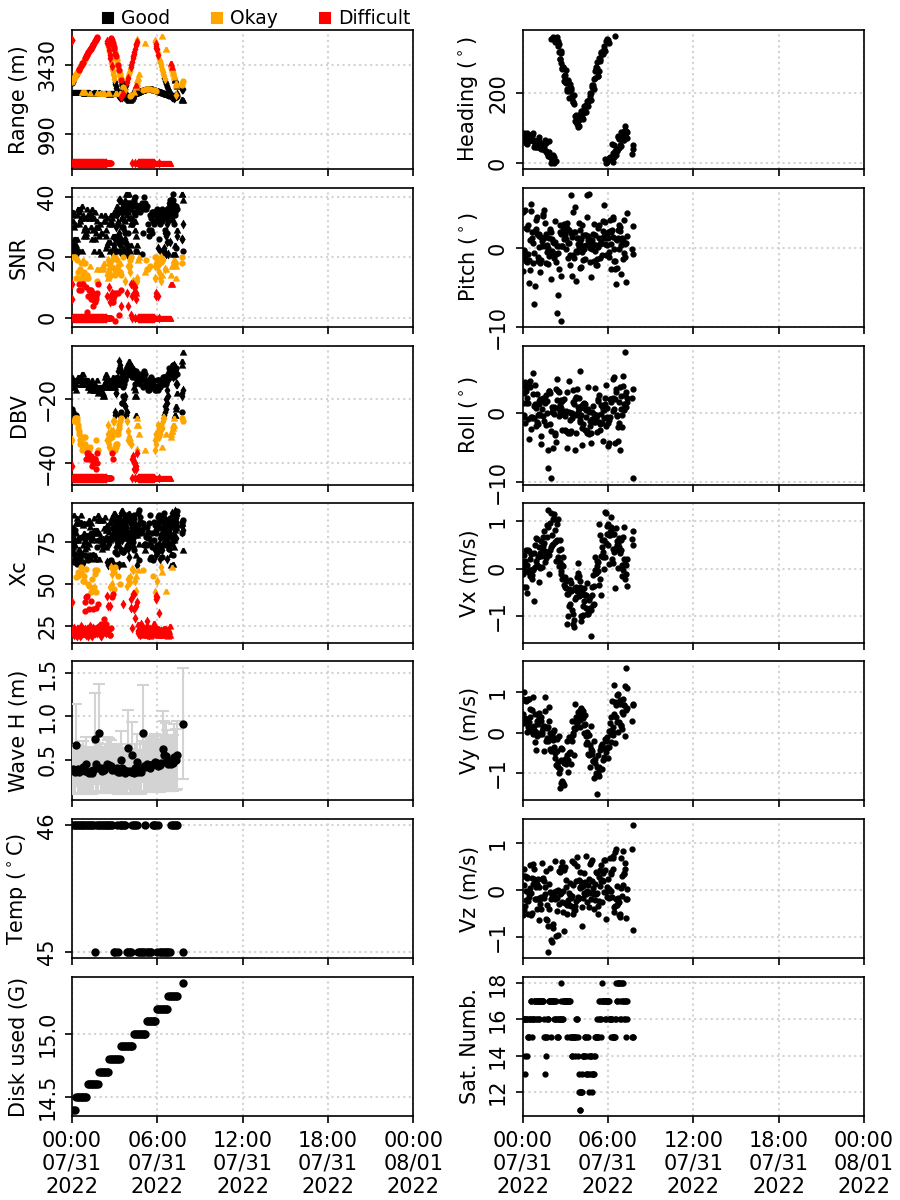 Good Okay Difficult
Range (m)
3430
990
Heading (°)
200
0
SNR
40
20
0
Pitch (°)
0
−10
DBV
−20
−40
Roll (°)
0
−10
Xc
75
50
25
Vx (m/s)
1
0
−1
Wave H (m)
1.5
1.0
0.5
Vy (m/s)
1
0
−1
Temp (°C)
46
45
Vz (m/s)
1
0
−1
Disk used (G)
15.0
14.5
Sat. Numb.
18
16
14
12
00:00 06:00 12:00 18:00 00:00
07/31 07/31 07/31 07/31 08/01
2022 2022 2022 2022 2022
00:00 06:00 12:00 18:00 00:00
07/31 07/31 07/31 07/31 08/01
2022 2022 2022 2022 2022